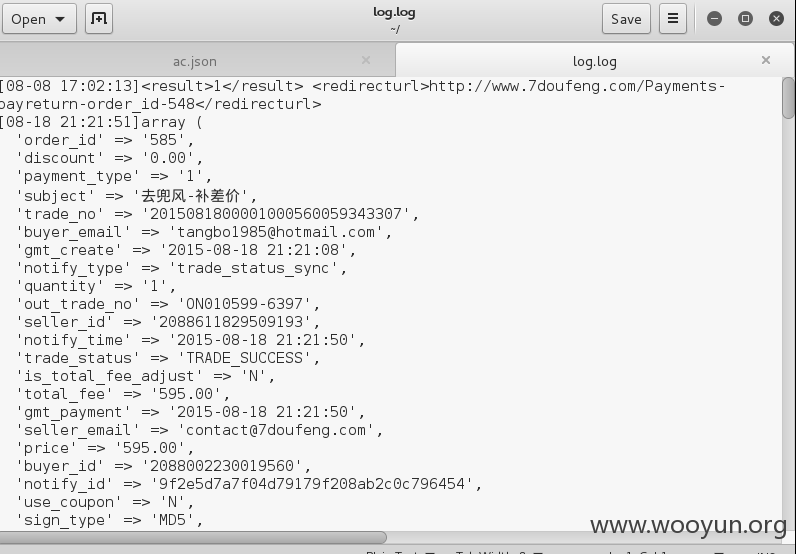 Open
log.log
~/
Save
ac.json
log.log
[08-08 17:02:13]<result>1</result> <redirecturl>http://www.7doufeng.com/Payments-
payreturn-order_id-548</redirecturl>
[08-18 21:21:51]array (
'order_id' => '585',
'discount' => '0.00',
'payment_type' => '1',
'subject' => '去兜风-补差价',
'trade_no' => '2015081800001000560059343307',
'buyer_email' => 'tangbo1985@hotmail.com',
'gmt_create' => '2015-08-18 21:21:08',
'notify_type' => 'trade_status_sync',
'quantity' => '1',
'out_trade_no' => 'ON010599-6397',
'seller_id' => '2088611829509193',
'notify_time' => '2015-08-18 21:21:50',
'trade_status' => 'TRADE_SUCCESS',
'is_total_fee_adjust' => 'N',
'total_fee' => '595.00',
'gmt_payment' => '2015-08-18 21:21:50',
'seller_email' => 'contact@7doufeng.com',
'price' => '595.00',
'buyer_id' => '2088002230019560',
'notify_id' => '9f2e5d7a7f04d79179f208ab2c0c796454',
'use_coupon' => 'N',
'sign_type' => 'MD5',
www.wooyun.org